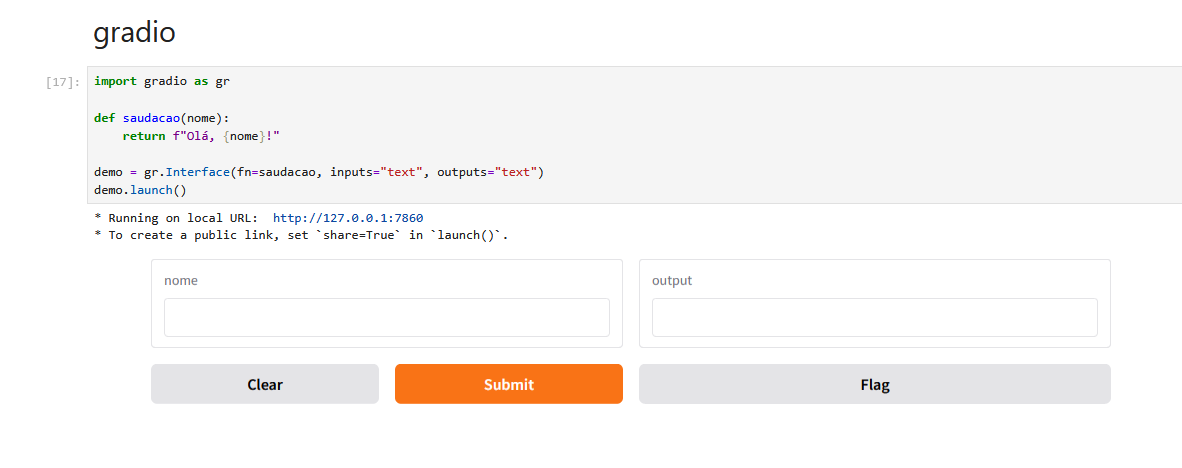 gradio
[17]: import gradio as gr
def saudacao(nome):
    return f"Olá, {nome}!"
demo = gr.Interface(fn=saudacao, inputs="text", outputs="text")
demo.launch()
* Running on local URL:  http://127.0.0.1:7860
* To create a public link, set `share=True` in `launch()`.
nome
output
Clear
Submit
Flag